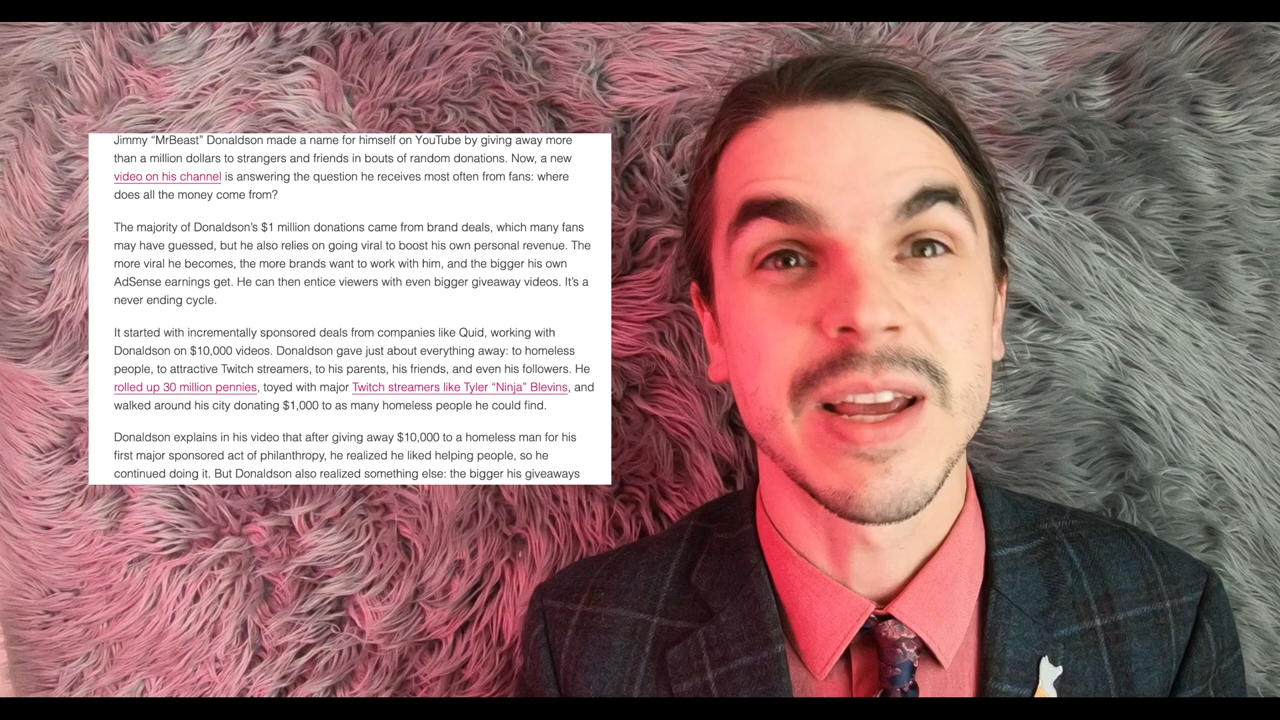 Jimmy “MrBeast” Donaldson made a name for himself on YouTube by giving away more
than a million dollars to strangers and friends in bouts of random donations. Now, a new
video on his channel is answering the question he receives most often from fans: where
does all the money come from?
The majority of Donaldson’s $1 million donations came from brand deals, which many fans
may have guessed, but he also relies on going viral to boost his own personal revenue. The
more viral he becomes, the more brands want to work with him, and the bigger his own
AdSense earnings get. He can then entice viewers with even bigger giveaway videos. It’s a
never ending cycle.
It started with incrementally sponsored deals from companies like Quid, working with
Donaldson on $10,000 videos. Donaldson gave just about everything away: to homeless
people, to attractive Twitch streamers, to his parents, his friends, and even his followers. He
rolled up 30 million pennies, toyed with major Twitch streamers like Tyler “Ninja” Blevins, and
walked around his city donating $1,000 to as many homeless people he could find.
Donaldson explains in his video that after giving away $10,000 to a homeless man for his
first major sponsored act of philanthropy, he realized he liked helping people, so he
continued doing it. But Donaldson also realized something else: the bigger his giveaways